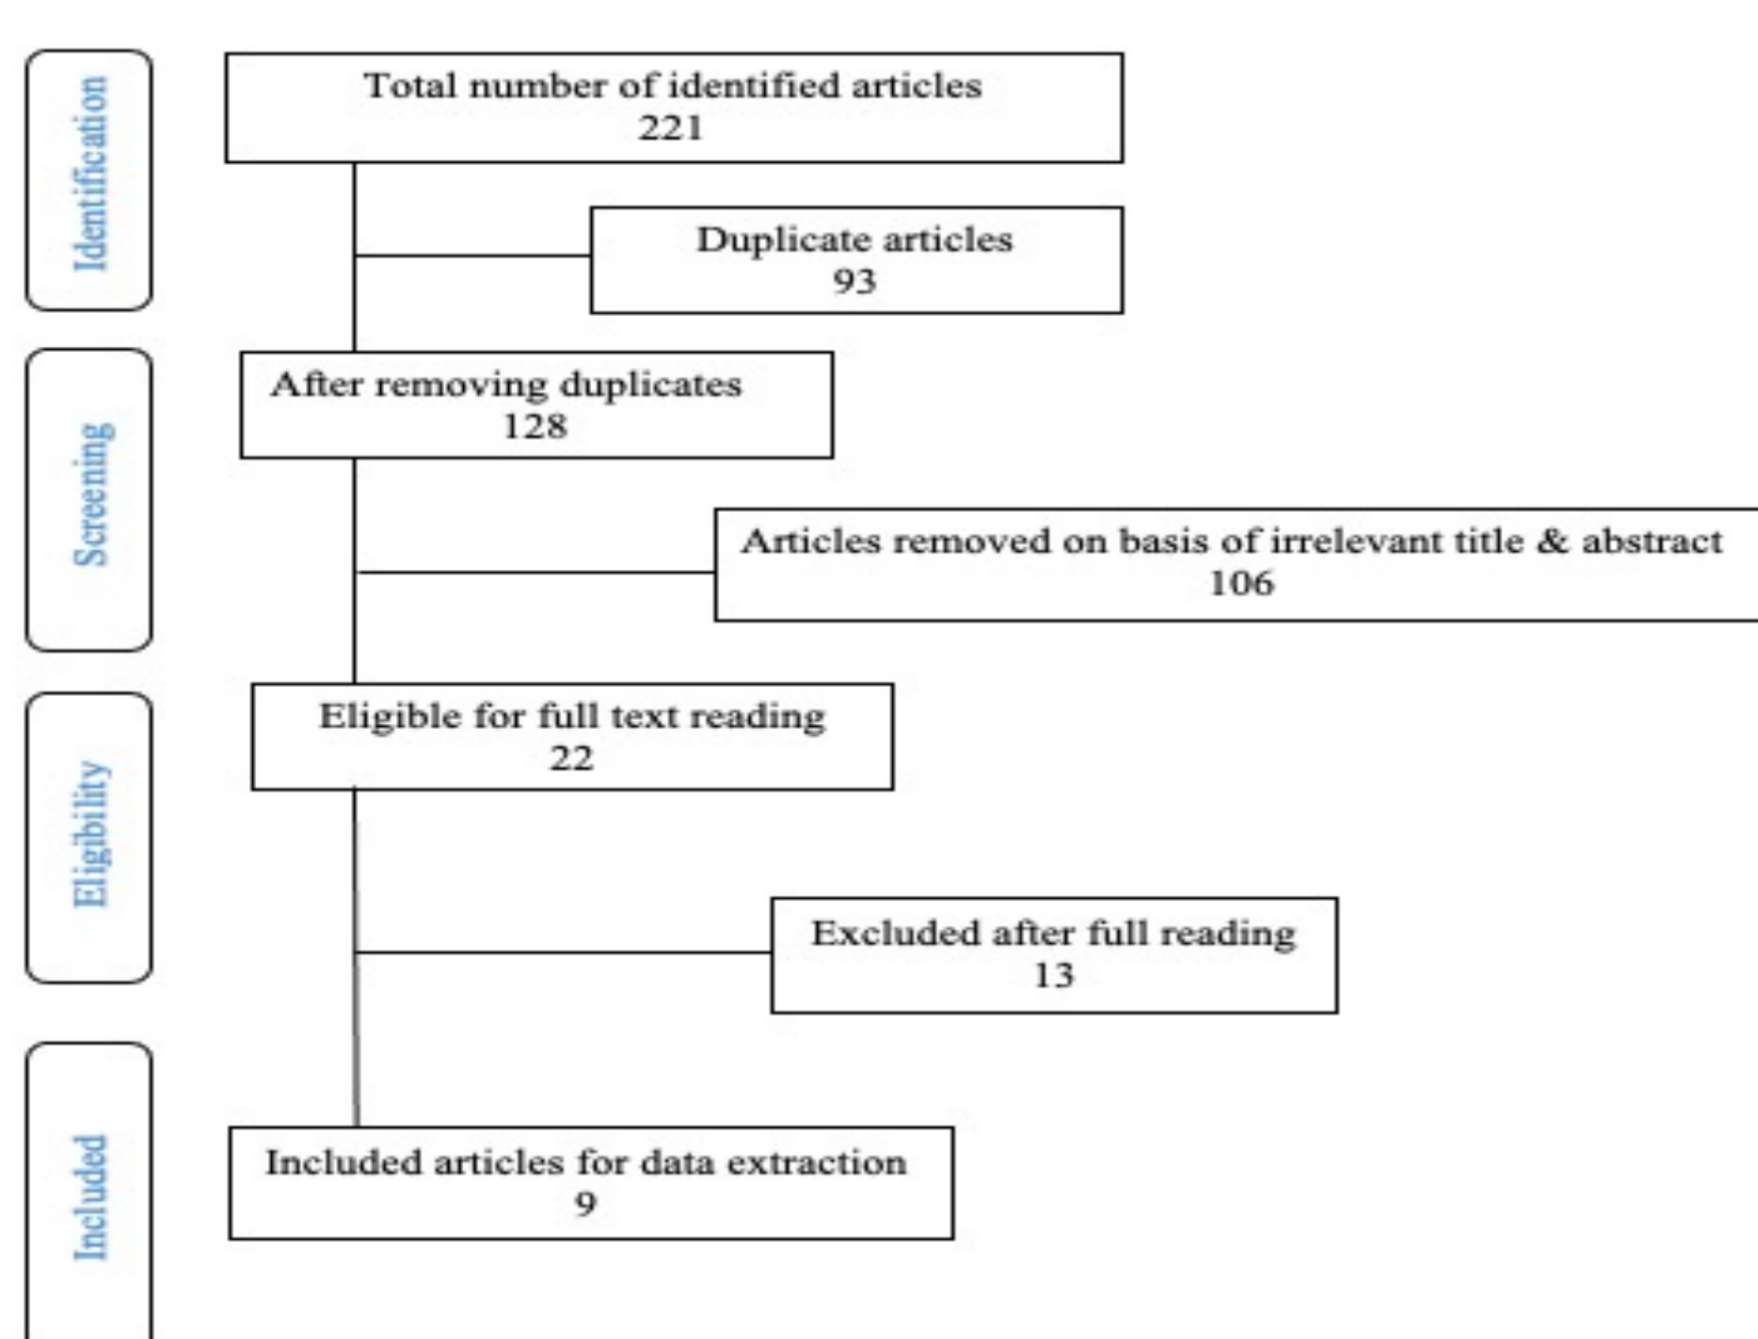 Identification
Total number of identified articles
221
Duplicate articles
93
Screening
After removing duplicates
128
Articles removed on basis of irrelevant title & abstract
106
Eligibility
Eligible for full text reading
22
Excluded after full reading
13
Included
Included articles for data extraction
9